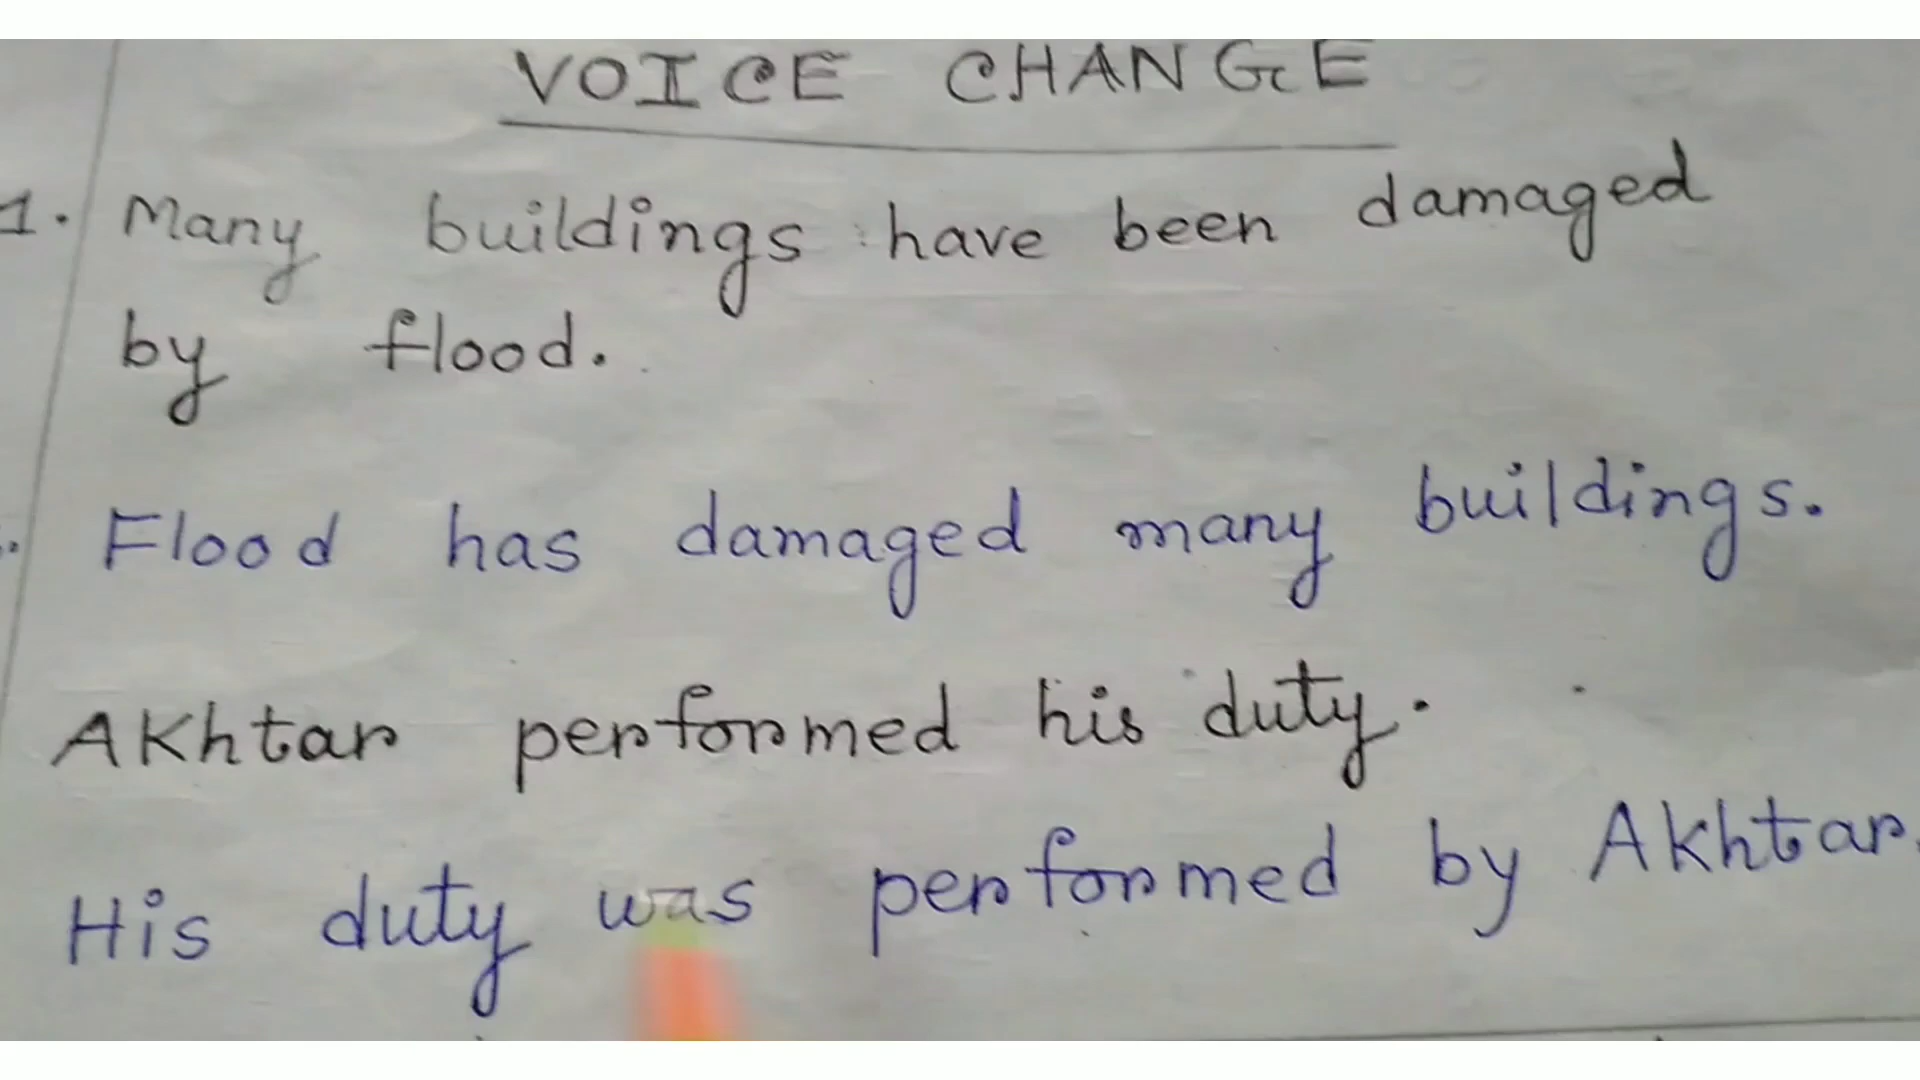 VOICE CHANGE
1. Many buildings have been damaged
by flood.
Flood has damaged many buildings.
Akhtar performed his duty.
His duty was performed by Akhtar.